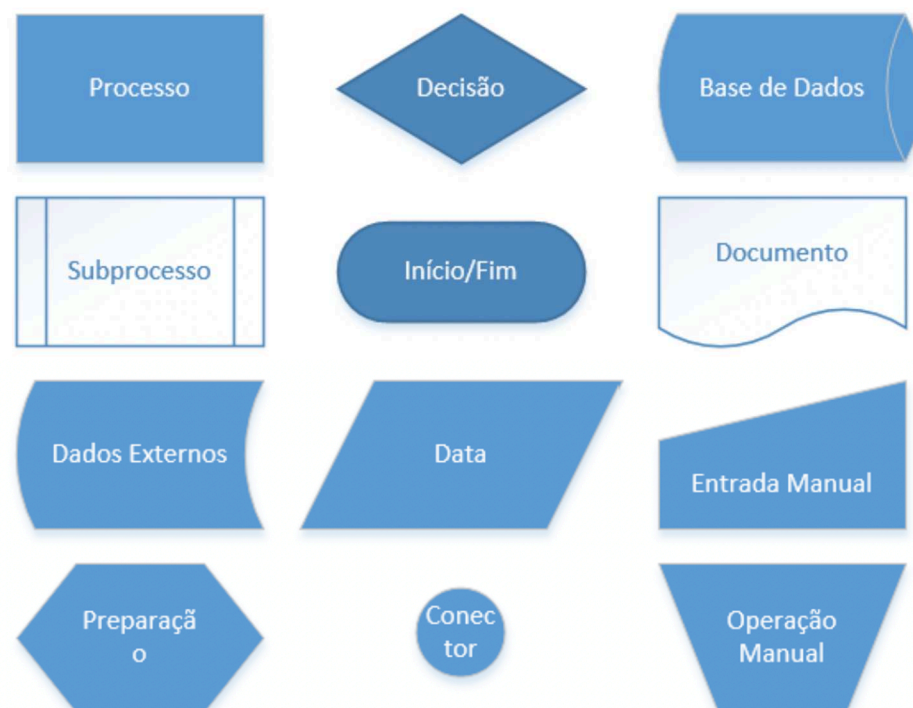 Processo
Decisão
Base de Dados
Subprocesso
Início/Fim
Documento
Dados Externos
Data
Entrada Manual
Preparaçã
o
Conec
tor
Operação
Manual